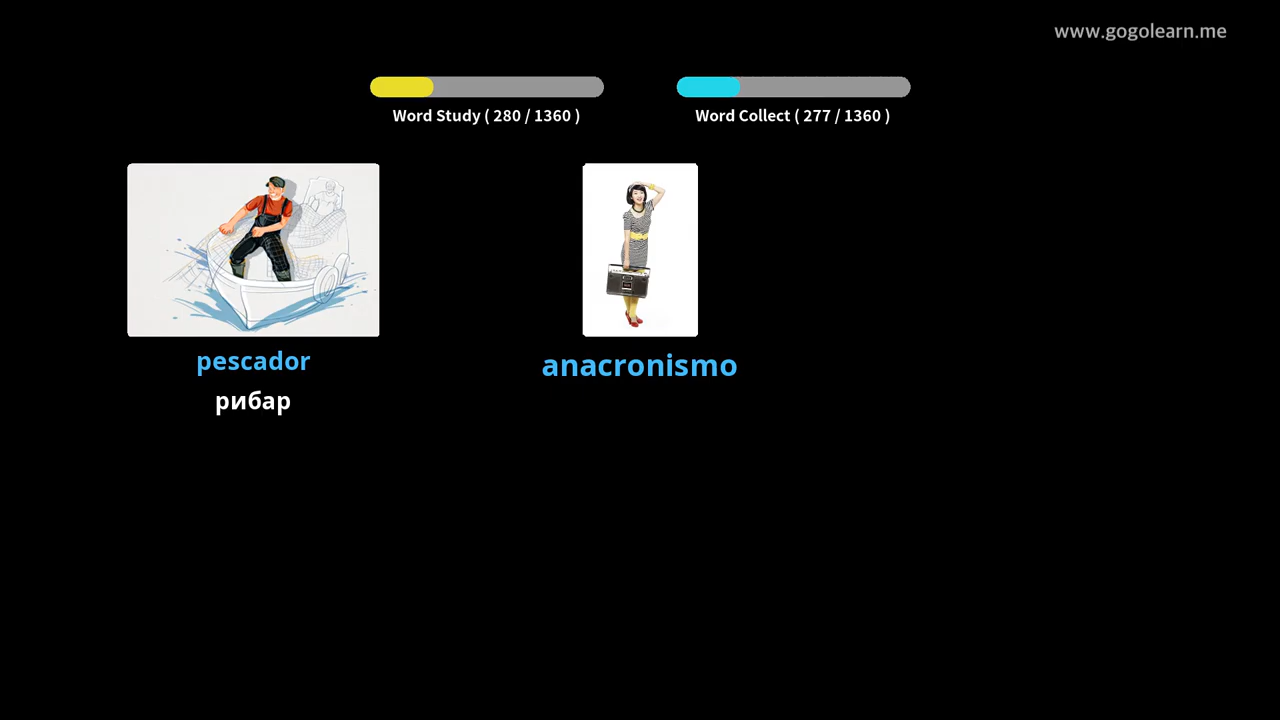 www.gogolearn.me
Word Study ( 280 / 1360 )
Word Collect ( 277 / 1360 )
pescador
рибар
anacronismo